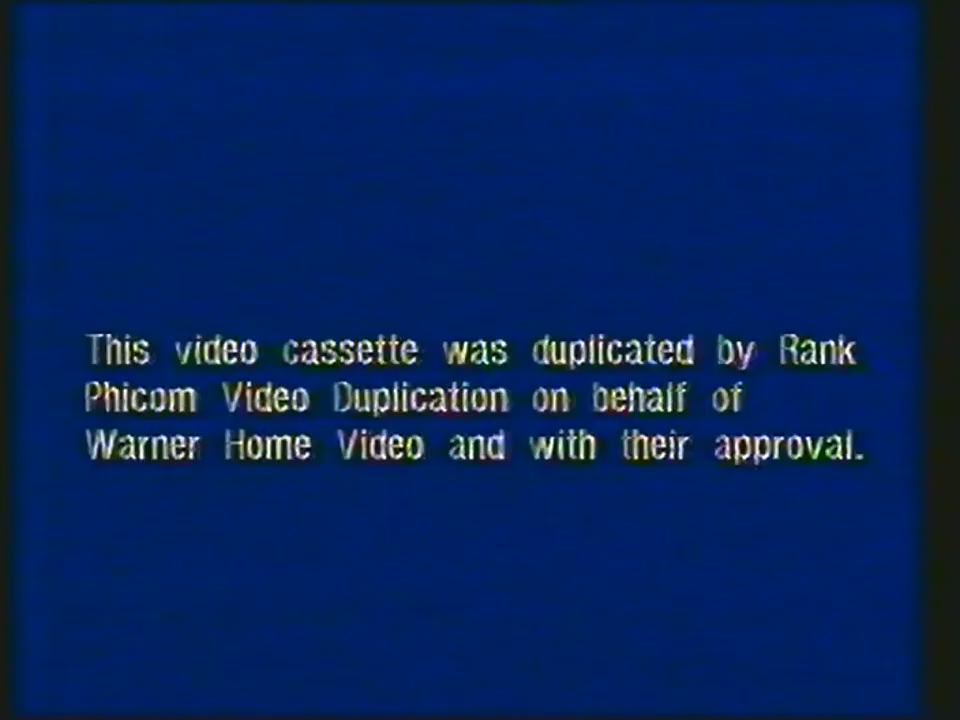 This video cassette was duplicated by Rank
Phicom Video Duplication on behalf of
Warner Home Video and with their approval.